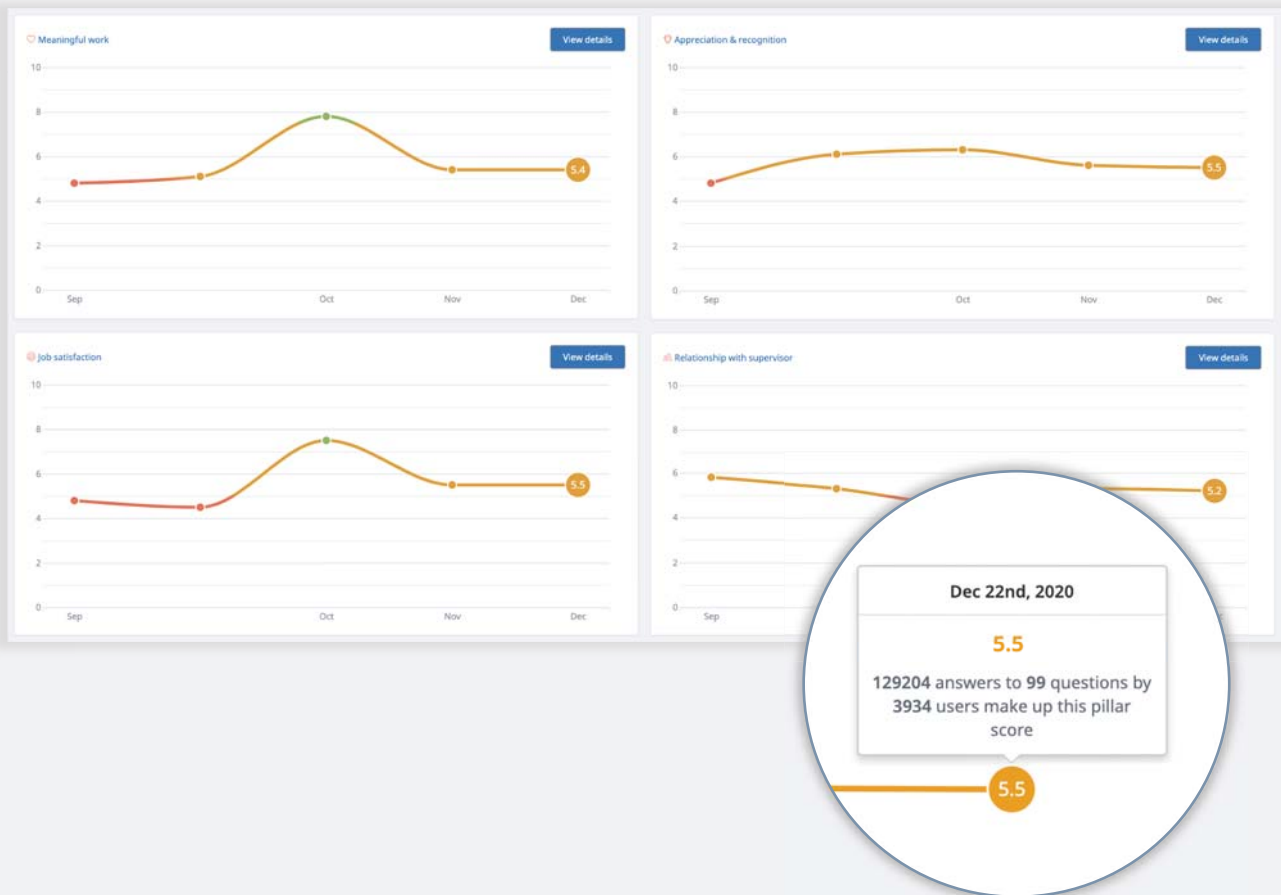 Meaningful work
View details
10
8
6
4
2
0
5.4
Sep
Oct
Nov
Dec
Appreciation & recognition
View details
10
8
6
4
2
0
5.5
Sep
Oct
Nov
Dec
Job satisfaction
View details
10
8
6
4
2
0
5.5
Sep
Oct
Nov
Dec
Relationship with supervisor
View details
10
8
6
4
2
0
5.2
Sep
Dec 22nd, 2020
5.5
129204 answers to 99 questions by
3934 users make up this pillar
score
5.5